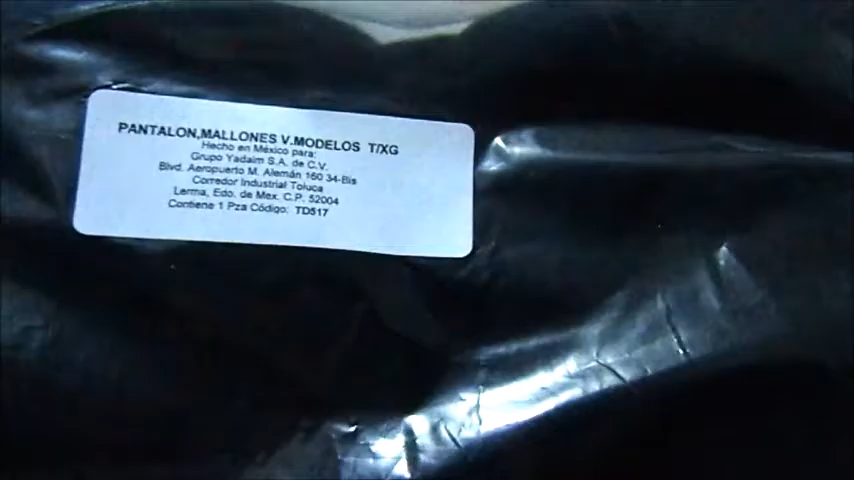 PANTALON,MALLONES V.MODELOS T/XG
Hecho en México para:
Grupo Yadaim S.A. de C.V.
Blvd. Aeropuerto M. Alemán 160 34-Bis
Corredor Industrial Toluca
Lerma, Edo. de Mex. C.P. 52004
Contiene 1 Pza Código: TD517